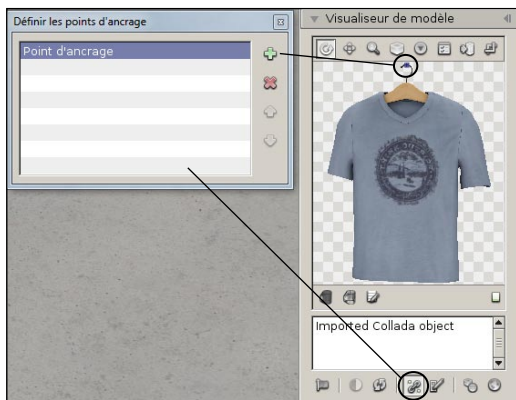 Définir les points d'ancrage
Point d'ancrage
Visualiseur de modèle
Imported Collada object